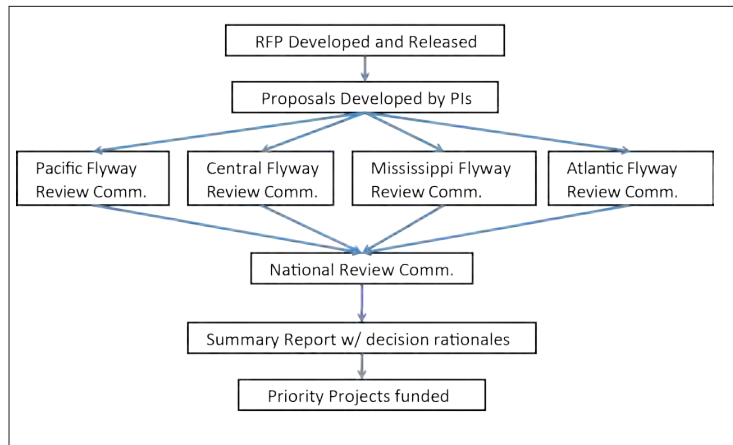 RFP Developed and Released
Proposals Developed by PIs
Pacific Flyway
Review Comm.
Central Flyway
Review Comm.
Mississippi Flyway
Review Comm.
Atlantic Flyway
Review Comm.
National Review Comm.
Summary Report w/ decision rationales
Priority Projects funded